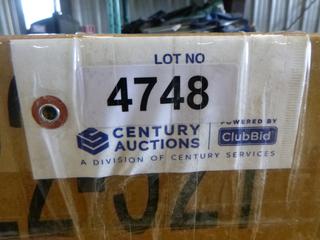 LOT NO
4748
CENTURY
AUCTIONS
POWERED BY
ClubBid
A DIVISION OF CENTURY SERVICES